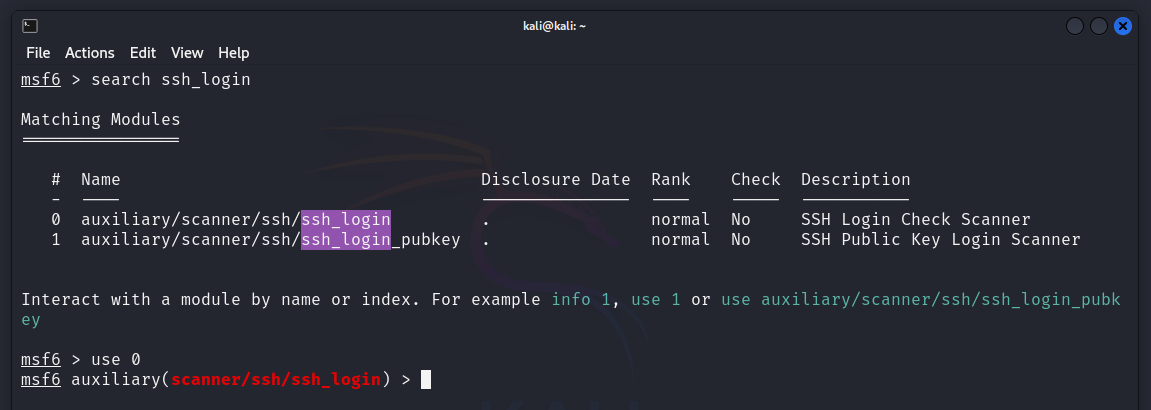 kali@kali: ~
File Actions Edit View Help
msf6 > search ssh_login
Matching Modules
================
# Name Disclosure Date Rank Check Description
- ---- --------------- ---- ----- -----------
0 auxiliary/scanner/ssh/ssh_login . normal No SSH Login Check Scanner
1 auxiliary/scanner/ssh/ssh_login_pubkey . normal No SSH Public Key Login Scanner
Interact with a module by name or index. For example info 1, use 1 or use auxiliary/scanner/ssh/ssh_login_pubk
ey
msf6 > use 0
msf6 auxiliary(scanner/ssh/ssh_login) >